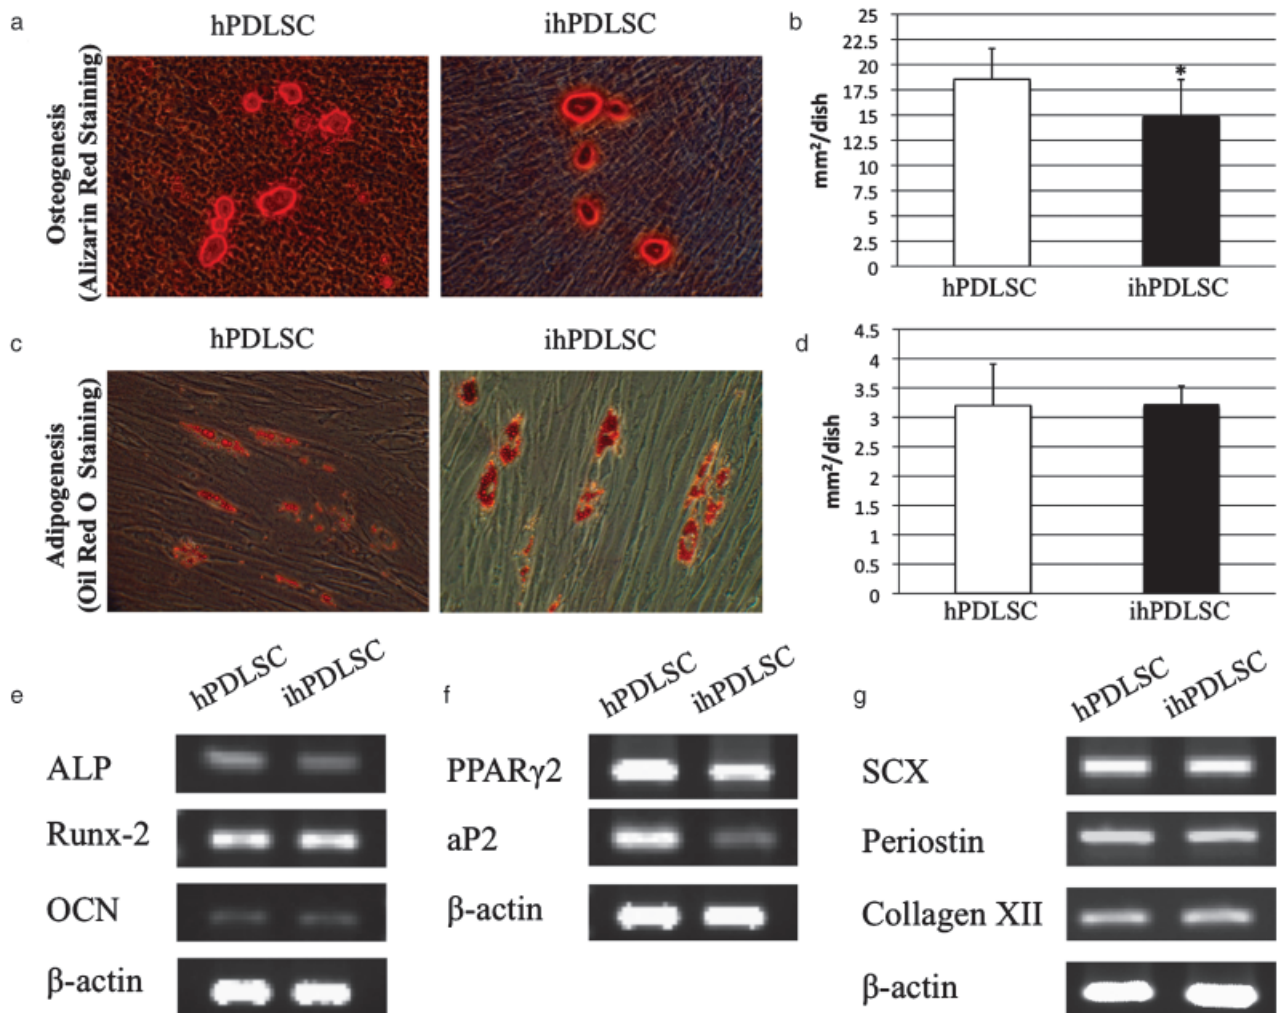 a
hPDLSC
ihPDLSC
Osteogenesis
(Alizarin Red Staining)
b
25
22.5
20
17.5
15
12.5
10
7.5
5
2.5
0
mm²/dish
*
hPDLSC
ihPDLSC
c
hPDLSC
ihPDLSC
Adipogenesis
(Oil Red O Staining)
d
4.5
4
3.5
3
2.5
2
1.5
1
0.5
0
mm²/dish
hPDLSC
ihPDLSC
e
hPDLSC
ihPDLSC
ALP
Runx-2
OCN
β-actin
f
hPDLSC
ihPDLSC
PPARγ2
aP2
β-actin
g
hPDLSC
ihPDLSC
SCX
Periostin
Collagen XII
β-actin